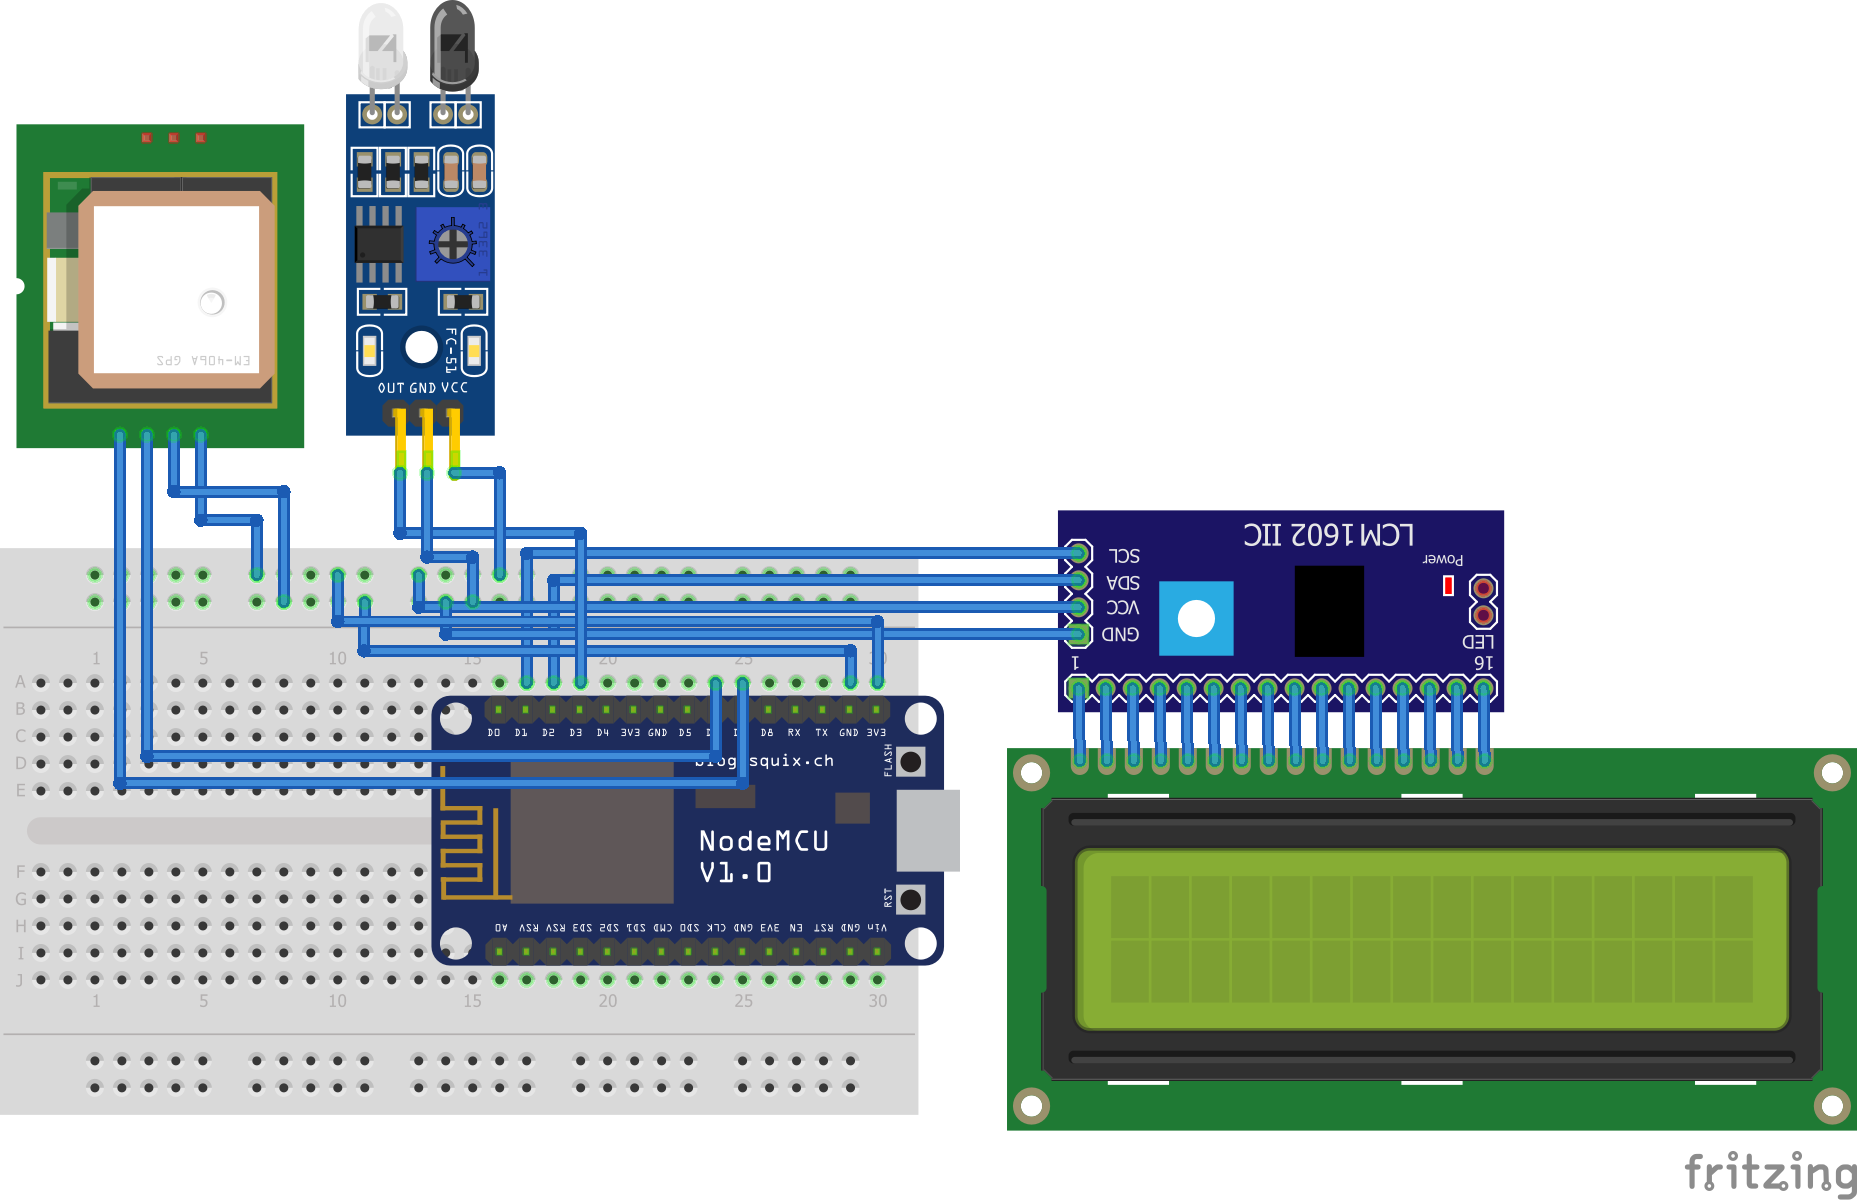 EM-406A GPS
3362
1
FC-51
OUT GND VCC
LCM1602 IIC
SCL
SDA
VCC
GND
Power
LED
1
16
1 5 10 15 20 25 30
A
B
C
D
E
D0 D1 D2 D3 D4 3V3 GND D5 D8 RX TX GND 3V3
FLASH
squix.ch
NodeMCU
V1.0
RST
F
G
H
I
J
A0 RSV RSV SD3 SD2 SD1 CMD SD0 CLK GND 3V3 EN RST GND Vin
1 5 10 15 20 25 30
fritzing